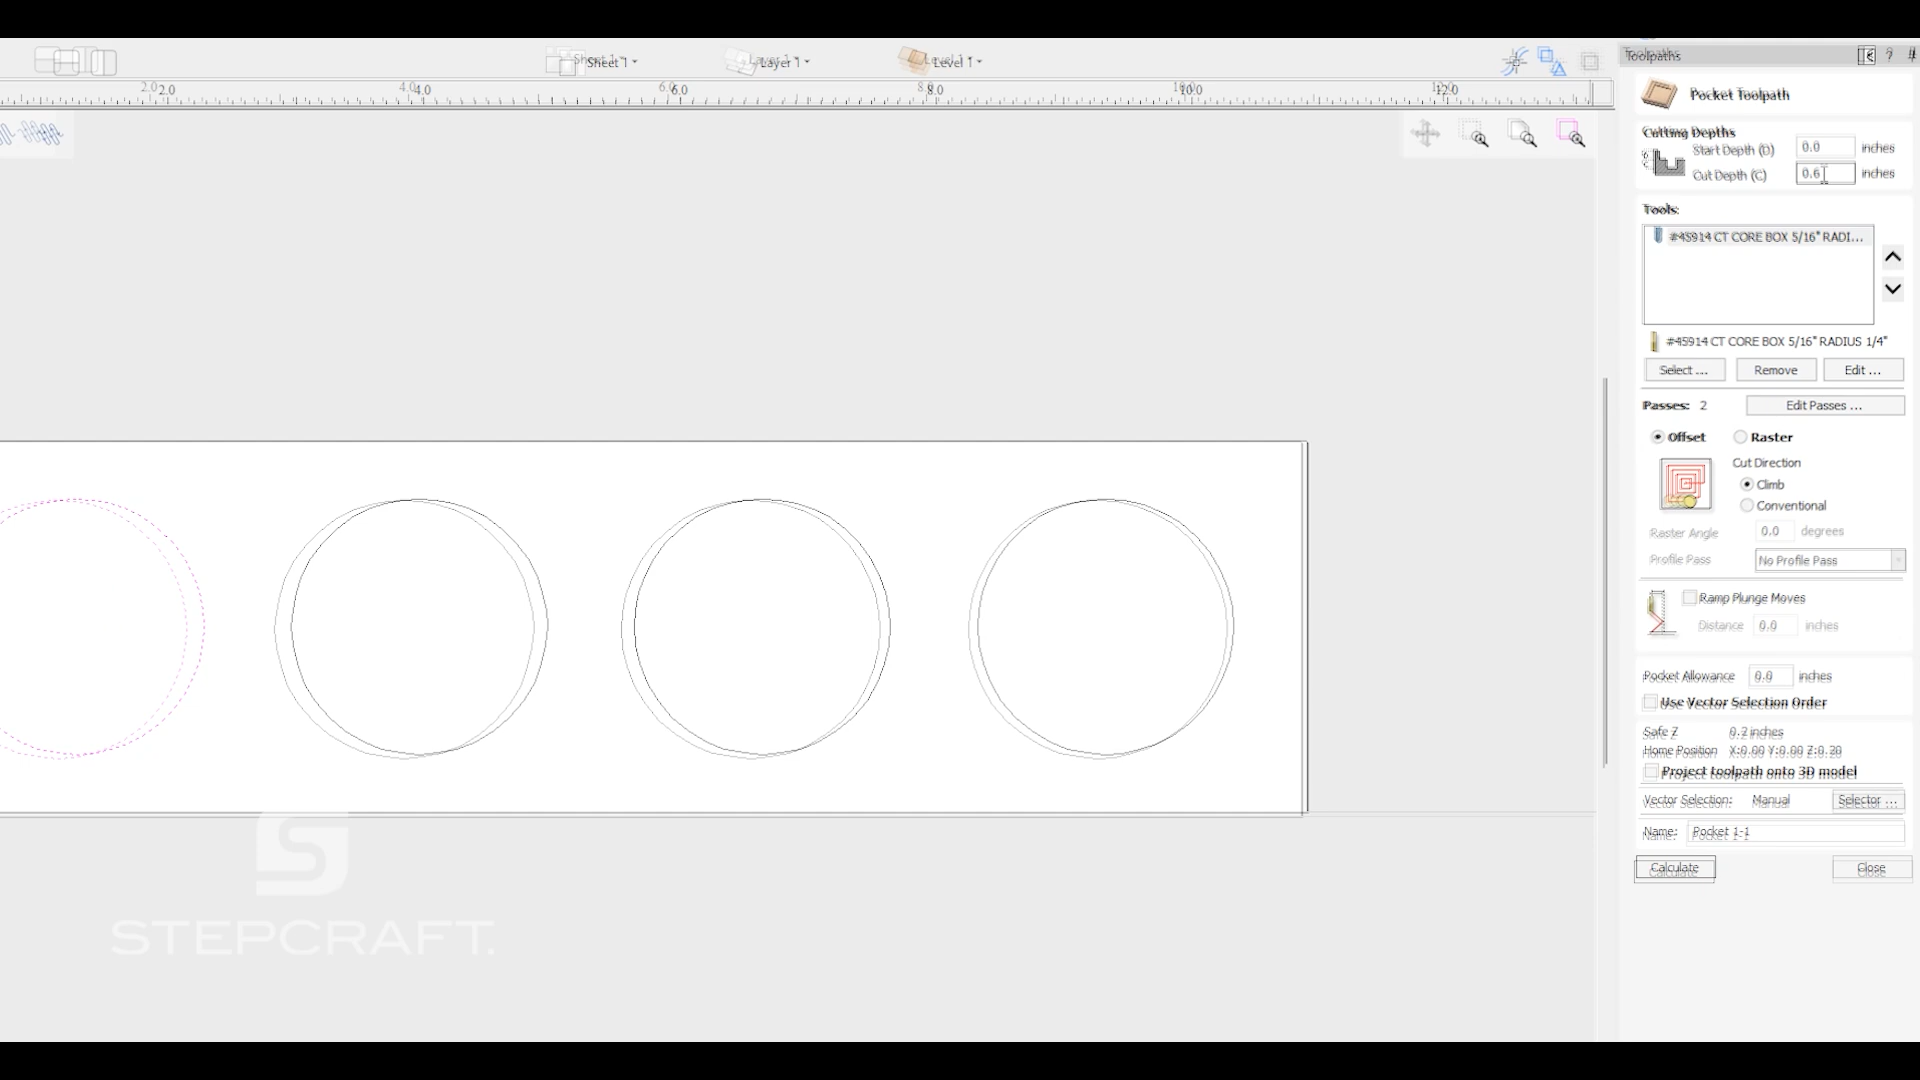 Sheet 1
Layer 1
Level 1
Toolpaths
?
2.0
4.0
6.0
8.0
10.0
12.0
Pocket Toolpath
Cutting Depths
Start Depth (D) 0.0 inches
Cut Depth (C) 0.6 inches
Tools:
#45914 CT CORE BOX 5/16" RADI...
#45914 CT CORE BOX 5/16" RADIUS 1/4"
Select ... Remove Edit ...
Passes: 2 Edit Passes ...
Offset Raster
Cut Direction
Climb
Conventional
Raster Angle 0.0 degrees
Profile Pass No Profile Pass
Ramp Plunge Moves
Distance 0.0 inches
Pocket Allowance 0.0 inches
Use Vector Selection Order
Safe Z 0.2 inches
Home Position X:0.00 Y:0.00 Z:0.20
Project toolpath onto 3D model
Vector Selection: Manual Selector ...
Name: Pocket 1-1
Calculate Close
STEPCRAFT.